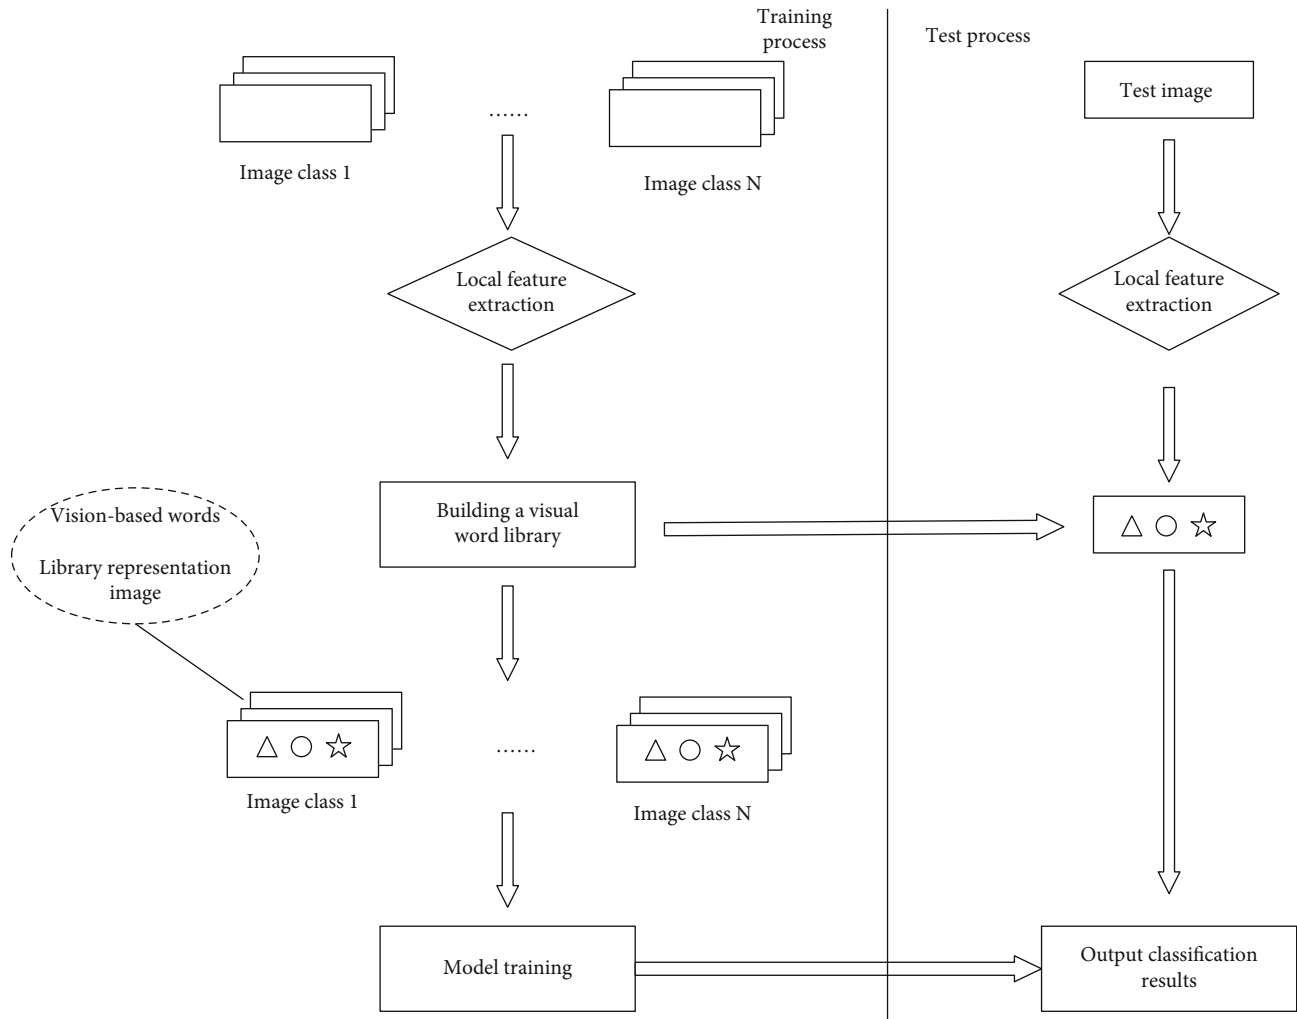 Training
process
Test process
Test image
......
Image class 1
Image class N
Local feature
extraction
Local feature
extraction
Building a visual
word library
Vision-based words
Library representation
image
......
Image class 1
Image class N
Model training
Output classification
results